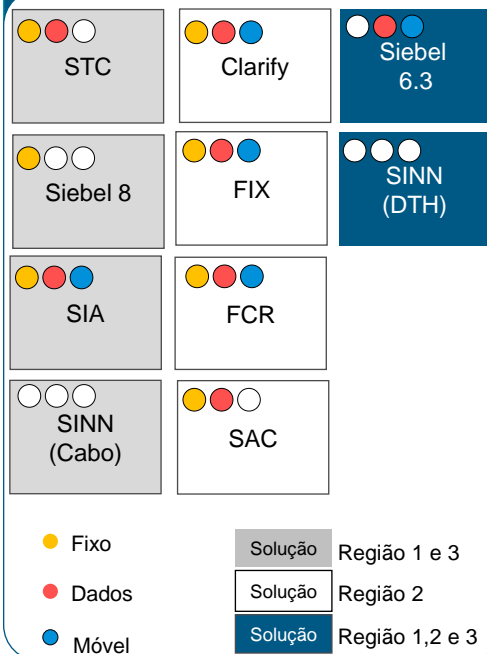 STC
Clarify
Siebel
6.3
Siebel 8
FIX
SINN
(DTH)
SIA
FCR
SINN
(Cabo)
SAC
Fixo
Solução
Região 1 e 3
Dados
Solução
Região 2
Móvel
Solução
Região 1,2 e 3